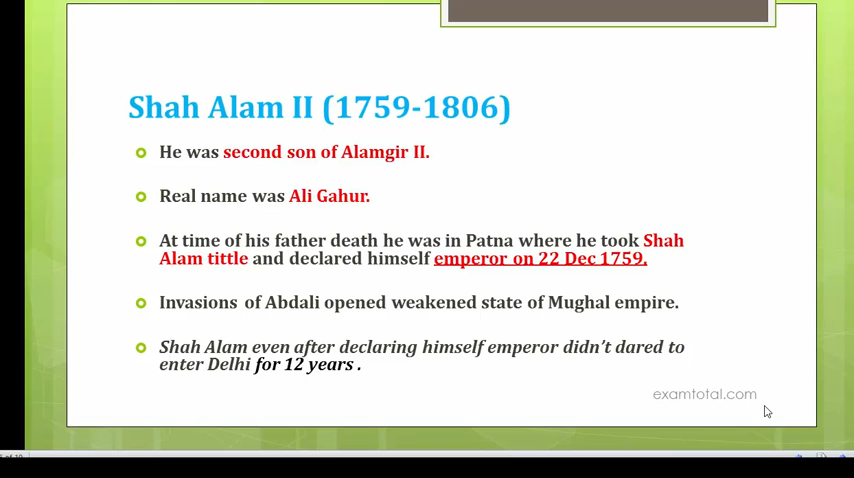 Shah Alam II (1759-1806)
He was second son of Alamgir II.
Real name was Ali Gahur.
At time of his father death he was in Patna where he took Shah
Alam tittle and declared himself emperor on 22 Dec 1759.
Invasions of Abdali opened weakened state of Mughal empire.
Shah Alam even after declaring himself emperor didn't dared to
enter Delhi for 12 years .
examtotal.com